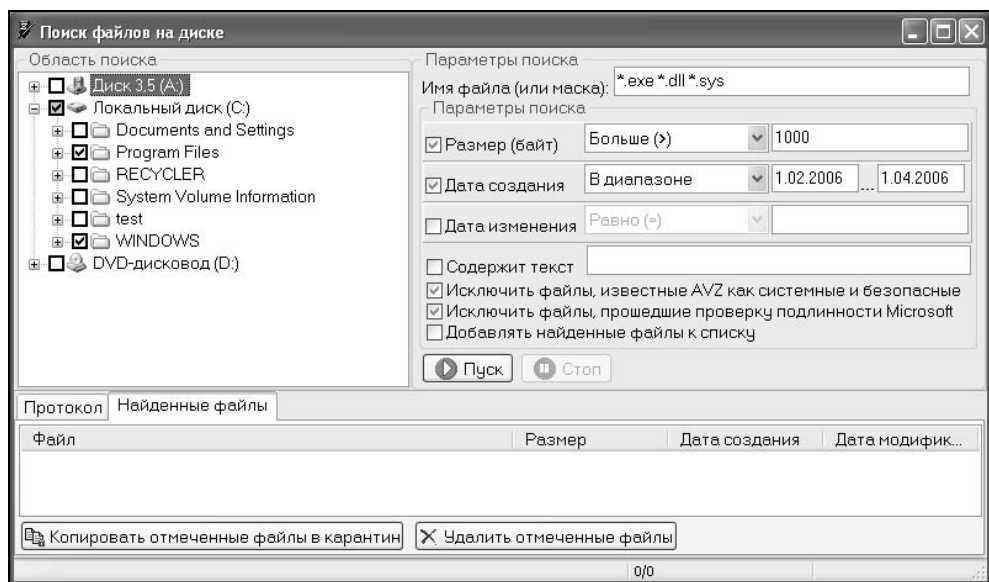 Поиск файлов на диске
Область поиска
Диск 3,5 (A:)
Локальный диск (C:)
Documents and Settings
Program Files
RECYCLER
System Volume Information
test
WINDOWS
DVD-дисковод (D:)
Параметры поиска
Имя файла (или маска): *.exe *.dll *.sys
Параметры поиска
Размер (байт) Больше (>) 1000
Дата создания В диапазоне 1.02.2006 ... 1.04.2006
Дата изменения Равно (=)
Содержит текст
Исключить файлы, известные AVZ как системные и безопасные
Исключить файлы, прошедшие проверку подлинности Microsoft
Добавлять найденные файлы к списку
Пуск Стоп
Протокол Найденные файлы
Файл Размер Дата создания Дата модифик...
Копировать отмеченные файлы в карантин Удалить отмеченные файлы
0/0